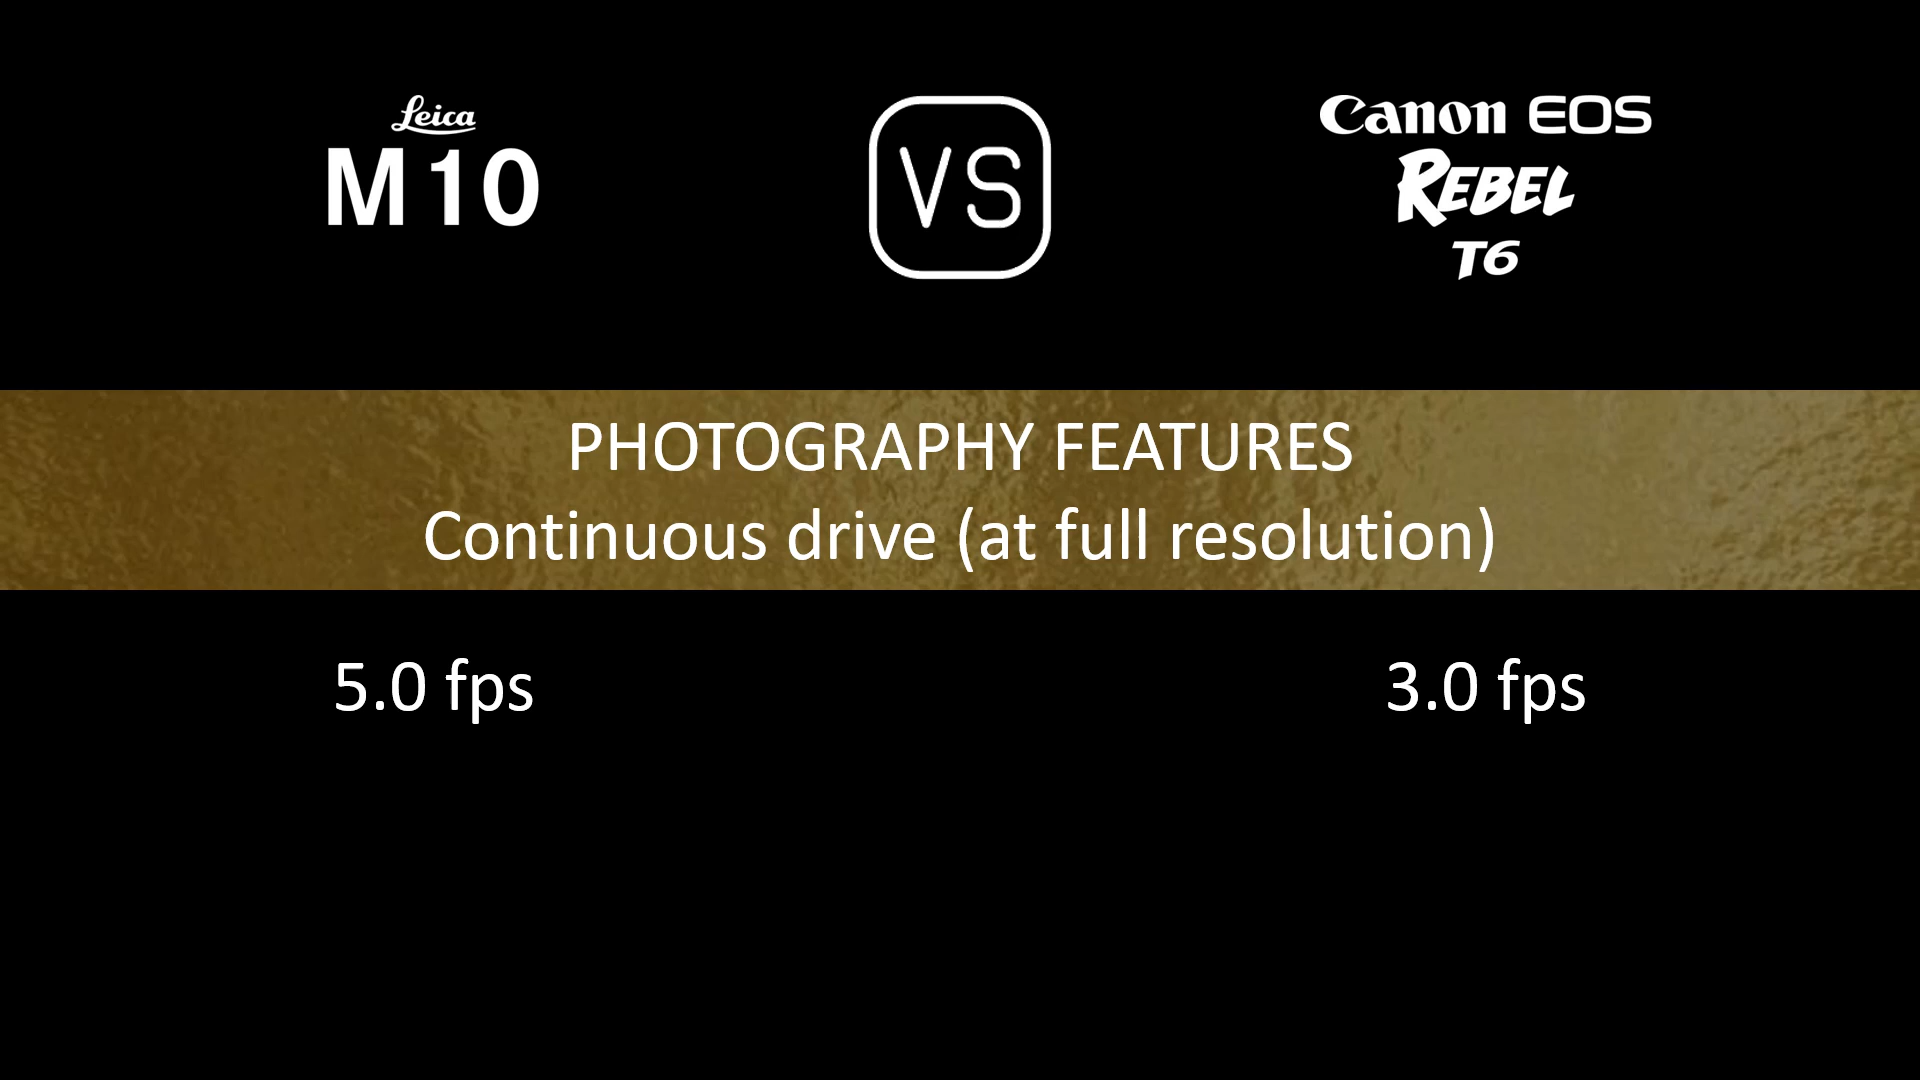 Leica
M10
VS
Canon EOS
REBEL
T6
PHOTOGRAPHY FEATURES
Continuous drive (at full resolution)
5.0 fps
3.0 fps